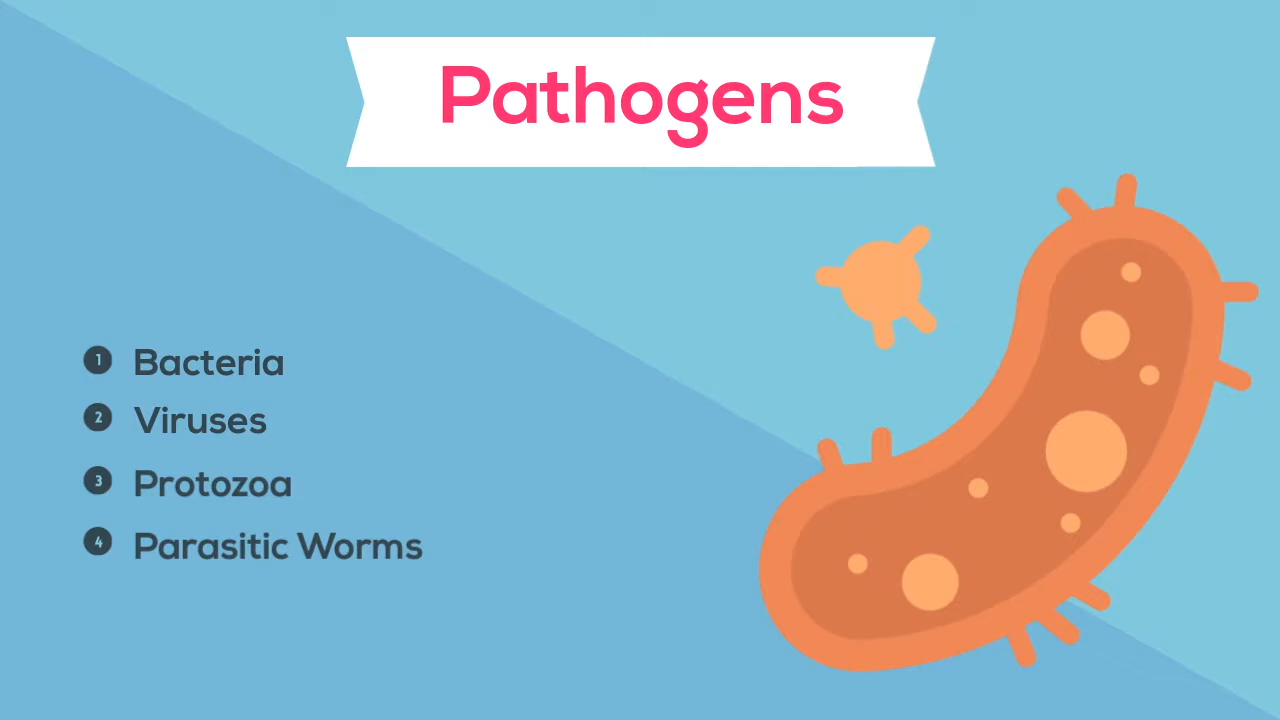 Pathogens
1 Bacteria
2 Viruses
3 Protozoa
4 Parasitic Worms